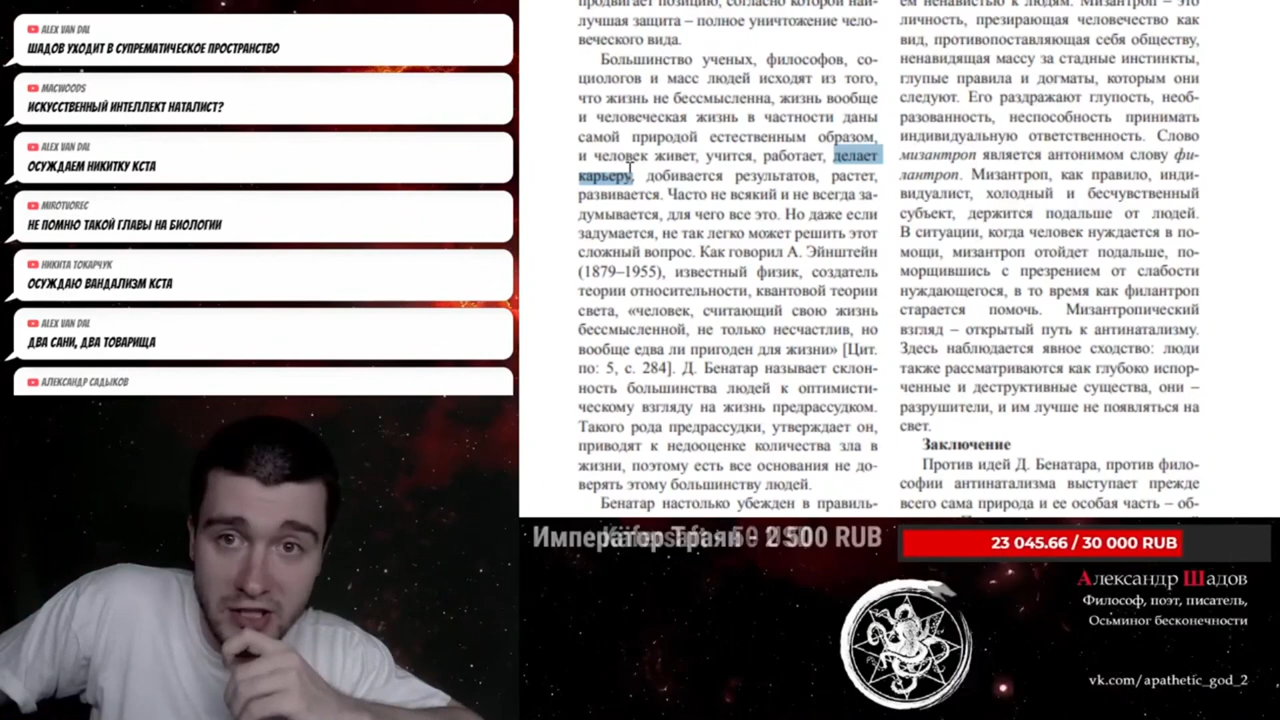 ALEX VAN DAL
ШАДОВ УХОДИТ В СУПРЕМАТИЧЕСКОЕ ПРОСТРАНСТВО
MACWOODS
ИСКУССТВЕННЫЙ ИНТЕЛЛЕКТ НАТАЛИСТ?
ALEX VAN DAL
ОСУЖДАЕМ НИКИТКУ КСТА
MIROTVOREC
НЕ ПОМНЮ ТАКОЙ ГЛАВЫ НА БИОЛОГИИ
НИКИТА ТОКАРЧУК
ОСУЖДАЮ ВАНДАЛИЗМ КСТА
ALEX VAN DAL
ДВА САНИ, ДВА ТОВАРИЩА
АЛЕКСАНДР САДЫКОВ
продвигает позицию, согласно которой наи-
лучшая защита – полное уничтожение чело-
веческого вида.
Большинство ученых, философов, со-
циологов и масс людей исходят из того,
что жизнь не бессмысленна, жизнь вообще
и человеческая жизнь в частности даны
самой природой естественным образом,
и человек живет, учится, работает, делает
карьеру, добивается результатов, растет,
развивается. Часто не всякий и не всегда за-
думывается, для чего все это. Но даже если
задумается, не так легко может решить этот
сложный вопрос. Как говорил А. Эйнштейн
(1879–1955), известный физик, создатель
теории относительности, квантовой теории
света, «человек, считающий свою жизнь
бессмысленной, не только несчастлив, но
вообще едва ли пригоден для жизни» [Цит.
по: 5, с. 284]. Д. Бенатар называет склон-
ность большинства людей к оптимисти-
ческому взгляду на жизнь предрассудком.
Такого рода предрассудки, утверждает он,
приводят к недооценке количества зла в
жизни, поэтому есть все основания не до-
верять этому большинству людей.
Бенатар настолько убежден в правиль-
ем ненавистью к людям. Мизантроп – это
личность, презирающая человечество как
вид, противопоставляющая себя обществу,
ненавидящая массу за стадные инстинкты,
глупые правила и догматы, которым они
следуют. Его раздражают глупость, необ-
разованность, неспособность принимать
индивидуальную ответственность. Слово
мизантроп является антонимом слову фи-
лантроп. Мизантроп, как правило, инди-
видуалист, холодный и бесчувственный
субъект, держится подальше от людей.
В ситуации, когда человек нуждается в по-
мощи, мизантроп отойдет подальше, по-
морщившись с презрением от слабости
нуждающегося, в то время как филантроп
старается помочь. Мизантропический
взгляд – открытый путь к антинатализму.
Здесь наблюдается явное сходство: люди
также рассматриваются как глубоко испор-
ченные и деструктивные существа, они –
разрушители, и им лучше не появляться на
свет.
Заключение
Против идей Д. Бенатара, против фило-
софии антинатализма выступает прежде
всего сама природа и ее особая часть – об-
Император Траян - 2 500 RUB
23 045.66 / 30 000 RUB
Александр Шадов
Философ, поэт, писатель,
Осьминог бесконечности
vk.com/apathetic_god_2